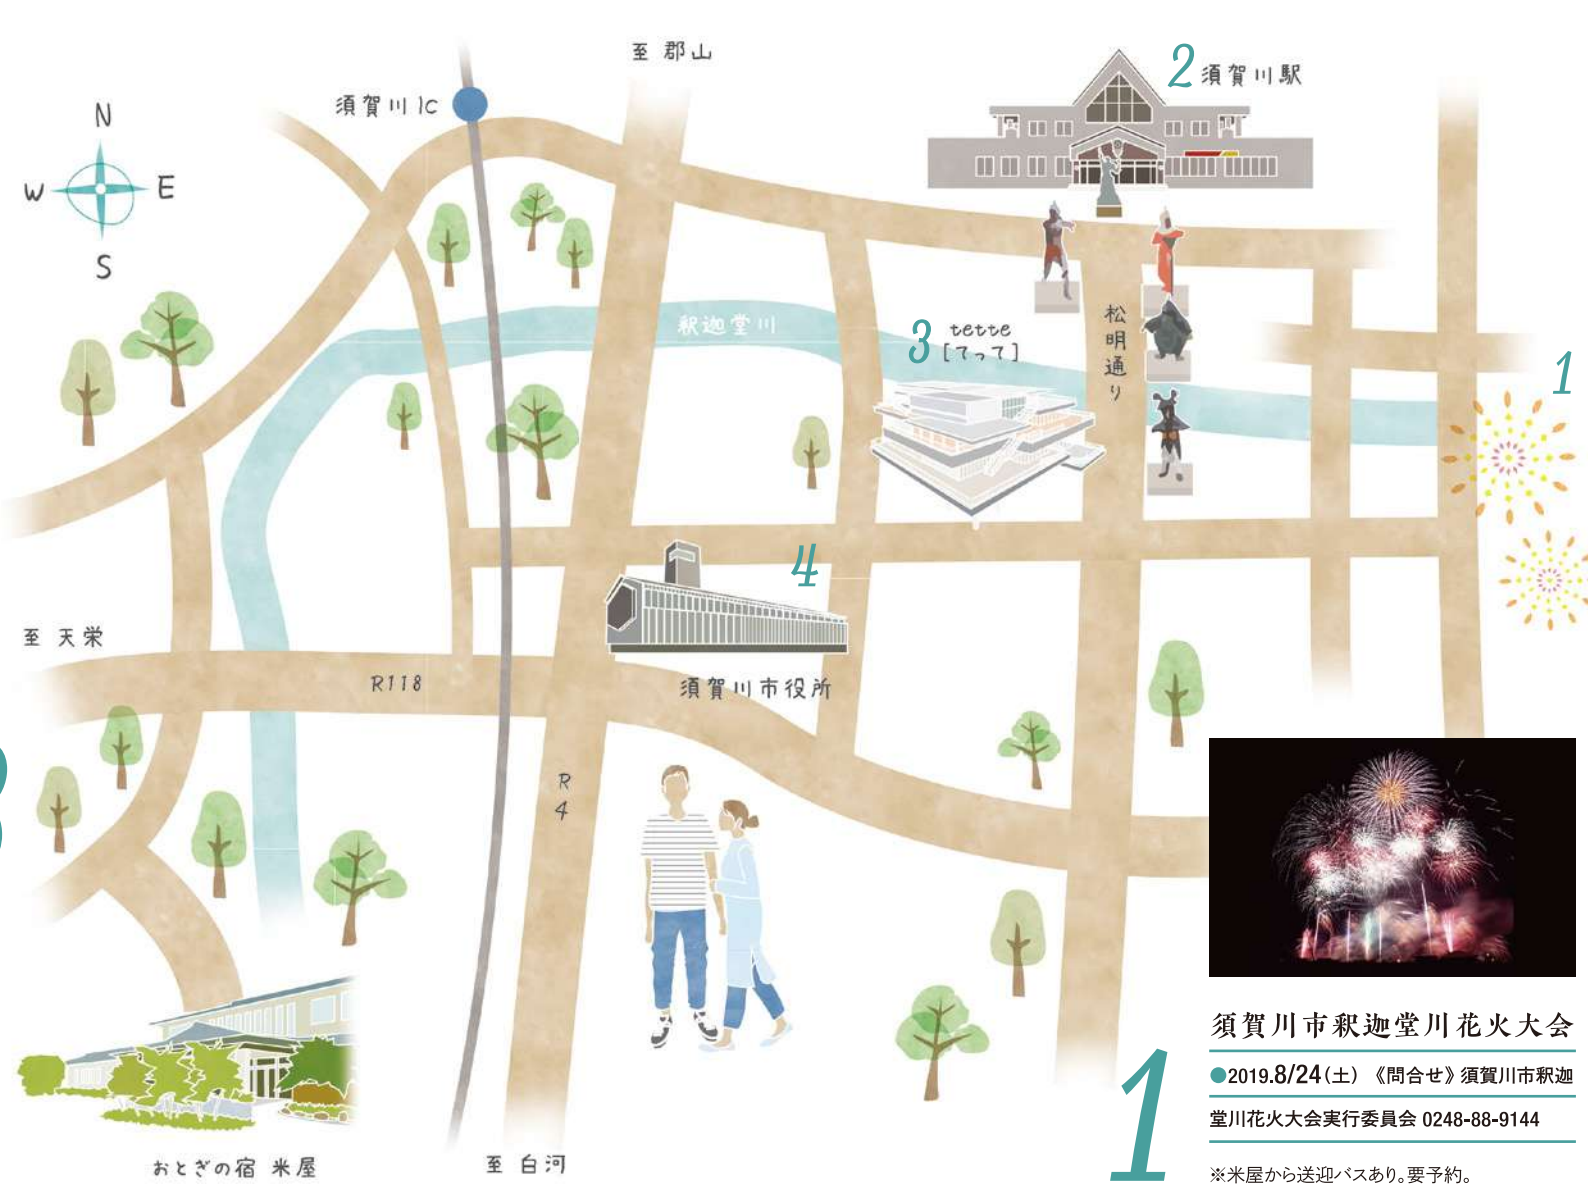 至 郡山
2 須賀川駅
須賀川IC
N
W E
S
釈迦堂川
松明通り
3 tette
[てって]
1
4
至 天栄
R118
須賀川市役所
R4
おとぎの宿 米屋
至 白河
1
須賀川市釈迦堂川花火大会
●2019.8/24(土) 《問合せ》須賀川市釈迦
堂川花火大会実行委員会 0248-88-9144
※米屋から送迎バスあり。要予約。